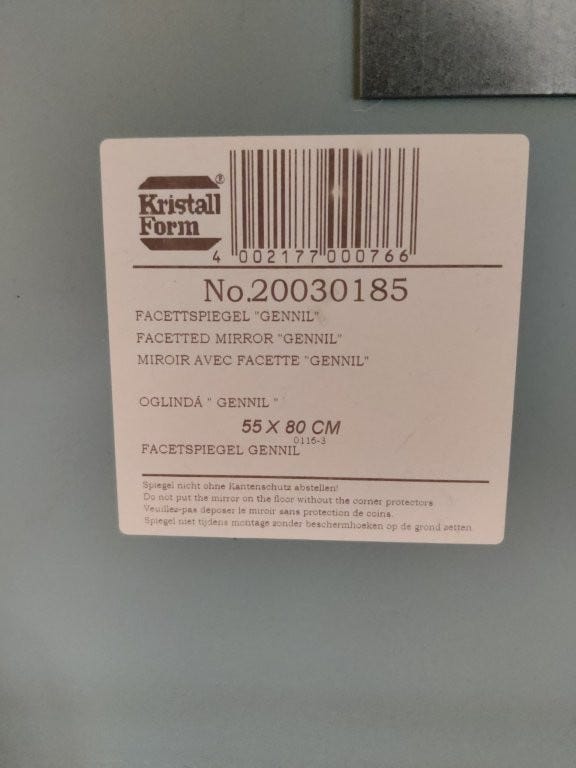 Kristall®
Form
4 002177 000766
No.20030185
FACETTSPIEGEL "GENNIL"
FACETTED MIRROR "GENNIL"
MIROIR AVEC FACETTE "GENNIL"
OGLINDÁ " GENNIL "
55 X 80 CM
0116-3
FACETSPIEGEL GENNIL
Spiegel nicht ohne Kantenschutz abstellen!
Do not put the mirror on the floor without the corner protectors
Veuillez-pas deposer le miroir sans protection de coins.
Spiegel niet tijdens montage zonder beschermhoeken op de grond zetten.